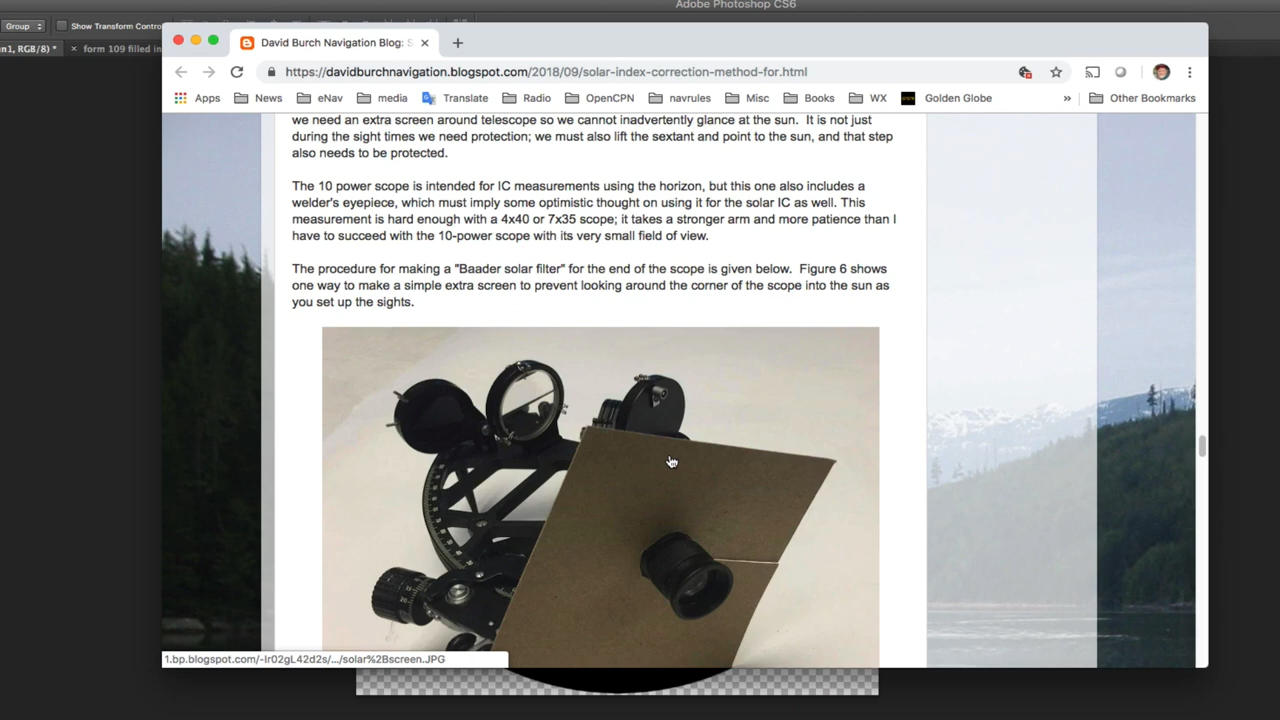 Adobe Photoshop CS6
Group
Show Transform Contro
n1, RGB/8) *
× form 109 filled in
David Burch Navigation Blog: S
https://davidburchnavigation.blogspot.com/2018/09/solar-index-correction-method-for.html
Apps News eNav media Translate Radio OpenCPN navrules Misc Books WX Golden Globe » Other Bookmarks
we need an extra screen around telescope so we cannot inadvertently glance at the sun. It is not just
during the sight times we need protection; we must also lift the sextant and point to the sun, and that step
also needs to be protected.
The 10 power scope is intended for IC measurements using the horizon, but this one also includes a
welder's eyepiece, which must imply some optimistic thought on using it for the solar IC as well. This
measurement is hard enough with a 4x40 or 7x35 scope; it takes a stronger arm and more patience than I
have to succeed with the 10-power scope with its very small field of view.
The procedure for making a "Baader solar filter" for the end of the scope is given below. Figure 6 shows
one way to make a simple extra screen to prevent looking around the corner of the scope into the sun as
you set up the sights.
1.bp.blogspot.com/-Ir02gL42d2s/.../solar%2Bscreen.JPG